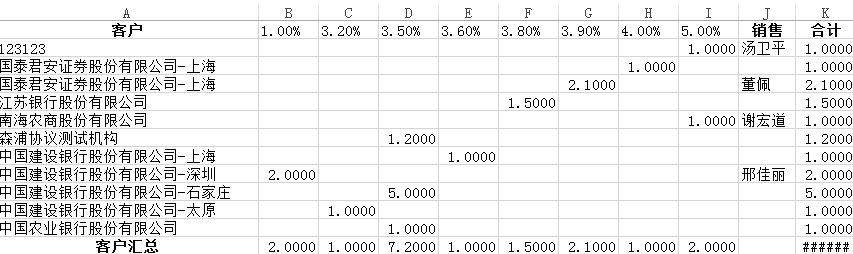 A B C D E F G H I J K
客户 1.00% 3.20% 3.50% 3.60% 3.80% 3.90% 4.00% 5.00% 销售 合计
123123 1.0000 汤卫平 1.0000
国泰君安证券股份有限公司-上海 1.0000 1.0000
国泰君安证券股份有限公司-上海 2.1000 董佩 2.1000
江苏银行股份有限公司 1.5000 1.5000
南海农商股份有限公司 1.0000 谢宏道 1.0000
森浦协议测试机构 1.2000 1.2000
中国建设银行股份有限公司-上海 1.0000 1.0000
中国建设银行股份有限公司-深圳 2.0000 邢佳丽 2.0000
中国建设银行股份有限公司-石家庄 5.0000 5.0000
中国建设银行股份有限公司-太原 1.0000 1.0000
中国农业银行股份有限公司 1.0000 1.0000
客户汇总 2.0000 1.0000 7.2000 1.0000 1.5000 2.1000 1.0000 2.0000 ######